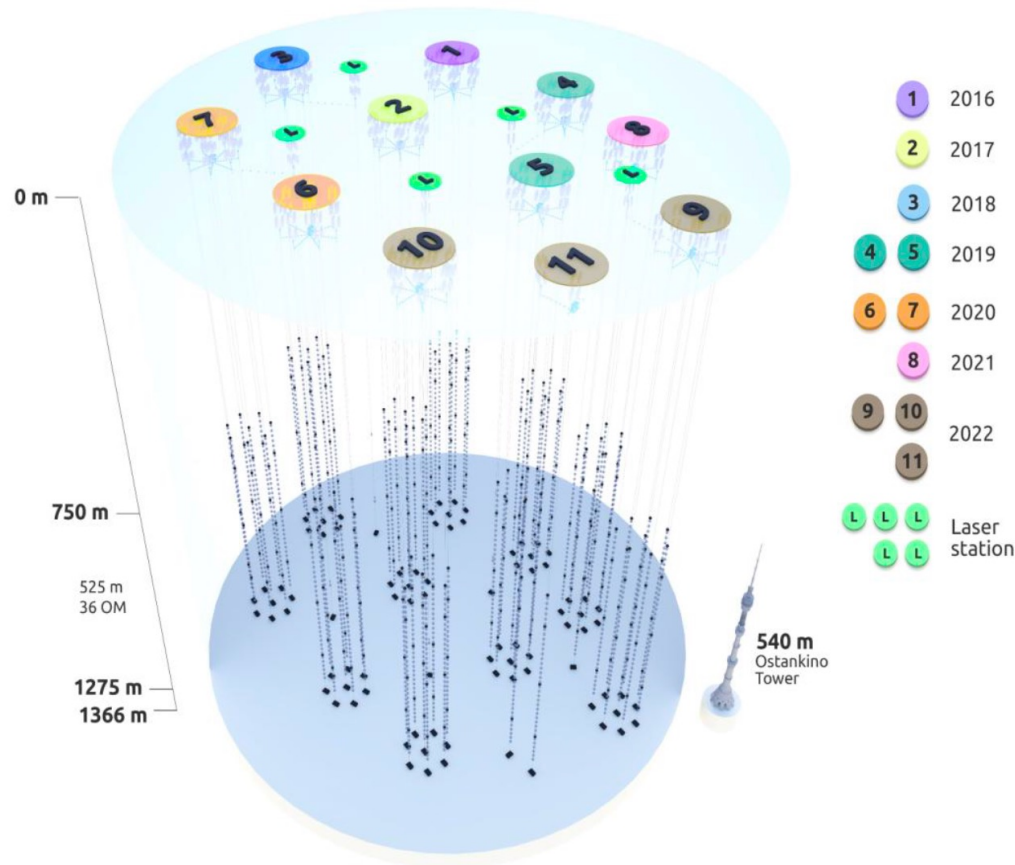 3
L
1
4
7
2
L
8
L
5
L
L
6
9
10
11
0 m
750 m
525 m
36 OM
1275 m
1366 m
540 m
Ostankino
Tower
1 2016
2 2017
3 2018
4 5 2019
6 7 2020
8 2021
9 10
2022
11
L L L
Laser
station
L L